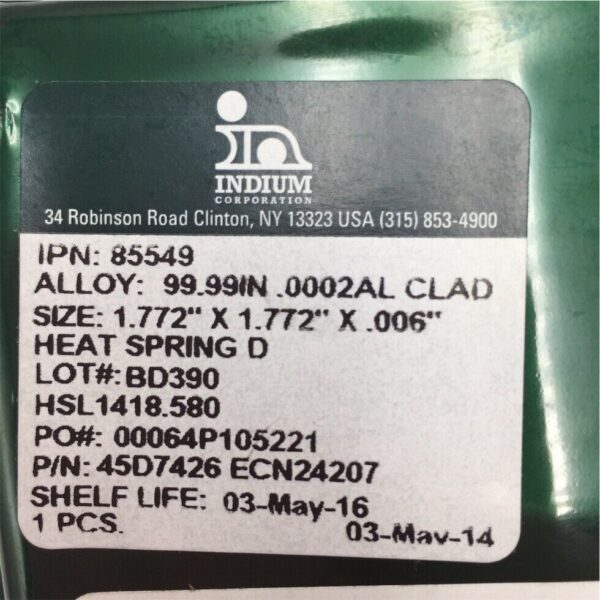 INDIUM
CORPORATION
34 Robinson Road Clinton, NY 13323 USA (315) 853-4900
IPN: 85549
ALLOY: 99.99IN .0002AL CLAD
SIZE: 1.772" X 1.772" X .006"
HEAT SPRING D
LOT#: BD390
HSL1418.580
PO#: 00064P105221
P/N: 45D7426 ECN24207
SHELF LIFE: 03-May-16
1 PCS. 03-May-14